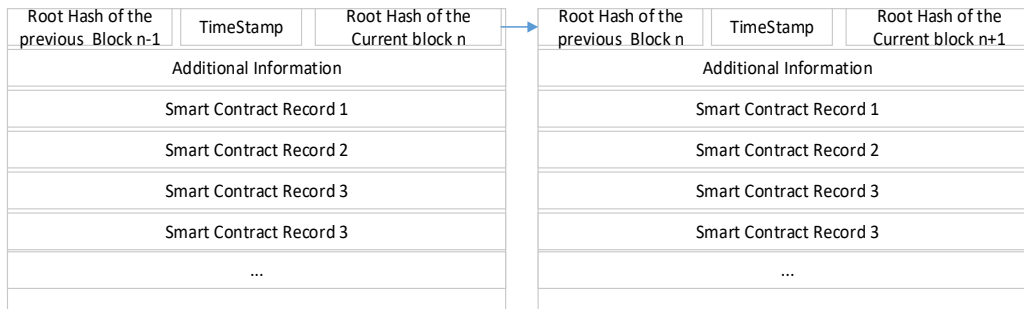 Root Hash of the
previous Block n-1
TimeStamp
Root Hash of the
Current block n
Additional Information
Smart Contract Record 1
Smart Contract Record 2
Smart Contract Record 3
Smart Contract Record 3
...
Root Hash of the
previous Block n
TimeStamp
Root Hash of the
Current block n+1
Additional Information
Smart Contract Record 1
Smart Contract Record 2
Smart Contract Record 3
Smart Contract Record 3
...